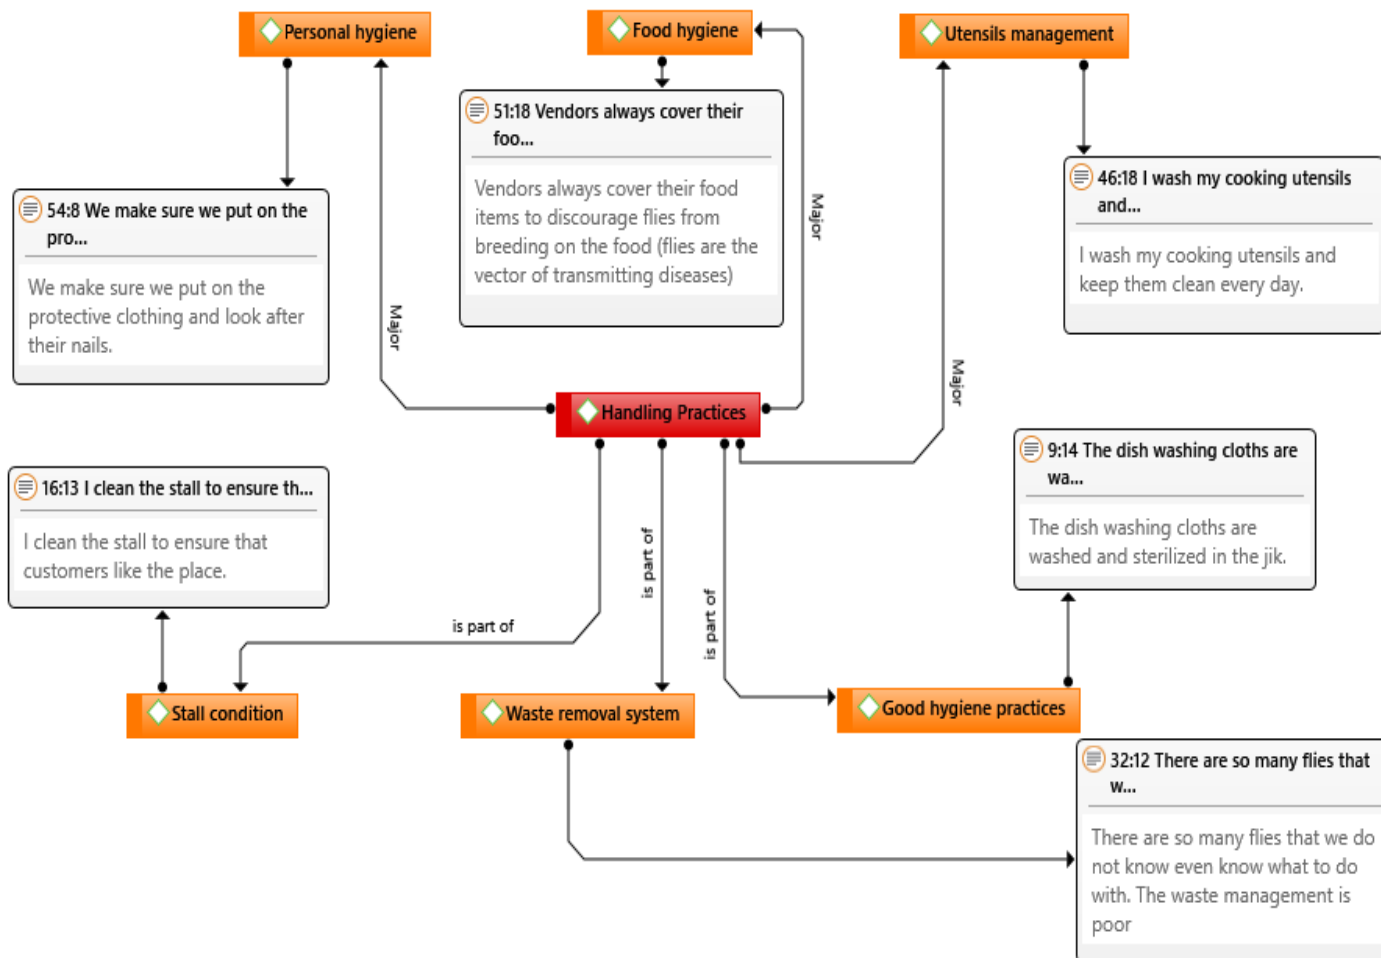 Personal hygiene
Food hygiene
Utensils management
51:18 Vendors always cover their
foo...
Vendors always cover their food
items to discourage flies from
breeding on the food (flies are the
vector of transmitting diseases)
46:18 I wash my cooking utensils
and...
I wash my cooking utensils and
keep them clean every day.
54:8 We make sure we put on the
pro...
We make sure we put on the
protective clothing and look after
their nails.
Major
Major
Major
Handling Practices
9:14 The dish washing cloths are
wa...
The dish washing cloths are
washed and sterilized in the jik.
16:13 I clean the stall to ensure th...
I clean the stall to ensure that
customers like the place.
is part of
is part of
is part of
Stall condition
Waste removal system
Good hygiene practices
32:12 There are so many flies that
w...
There are so many flies that we do
not know even know what to do
with. The waste management is
poor